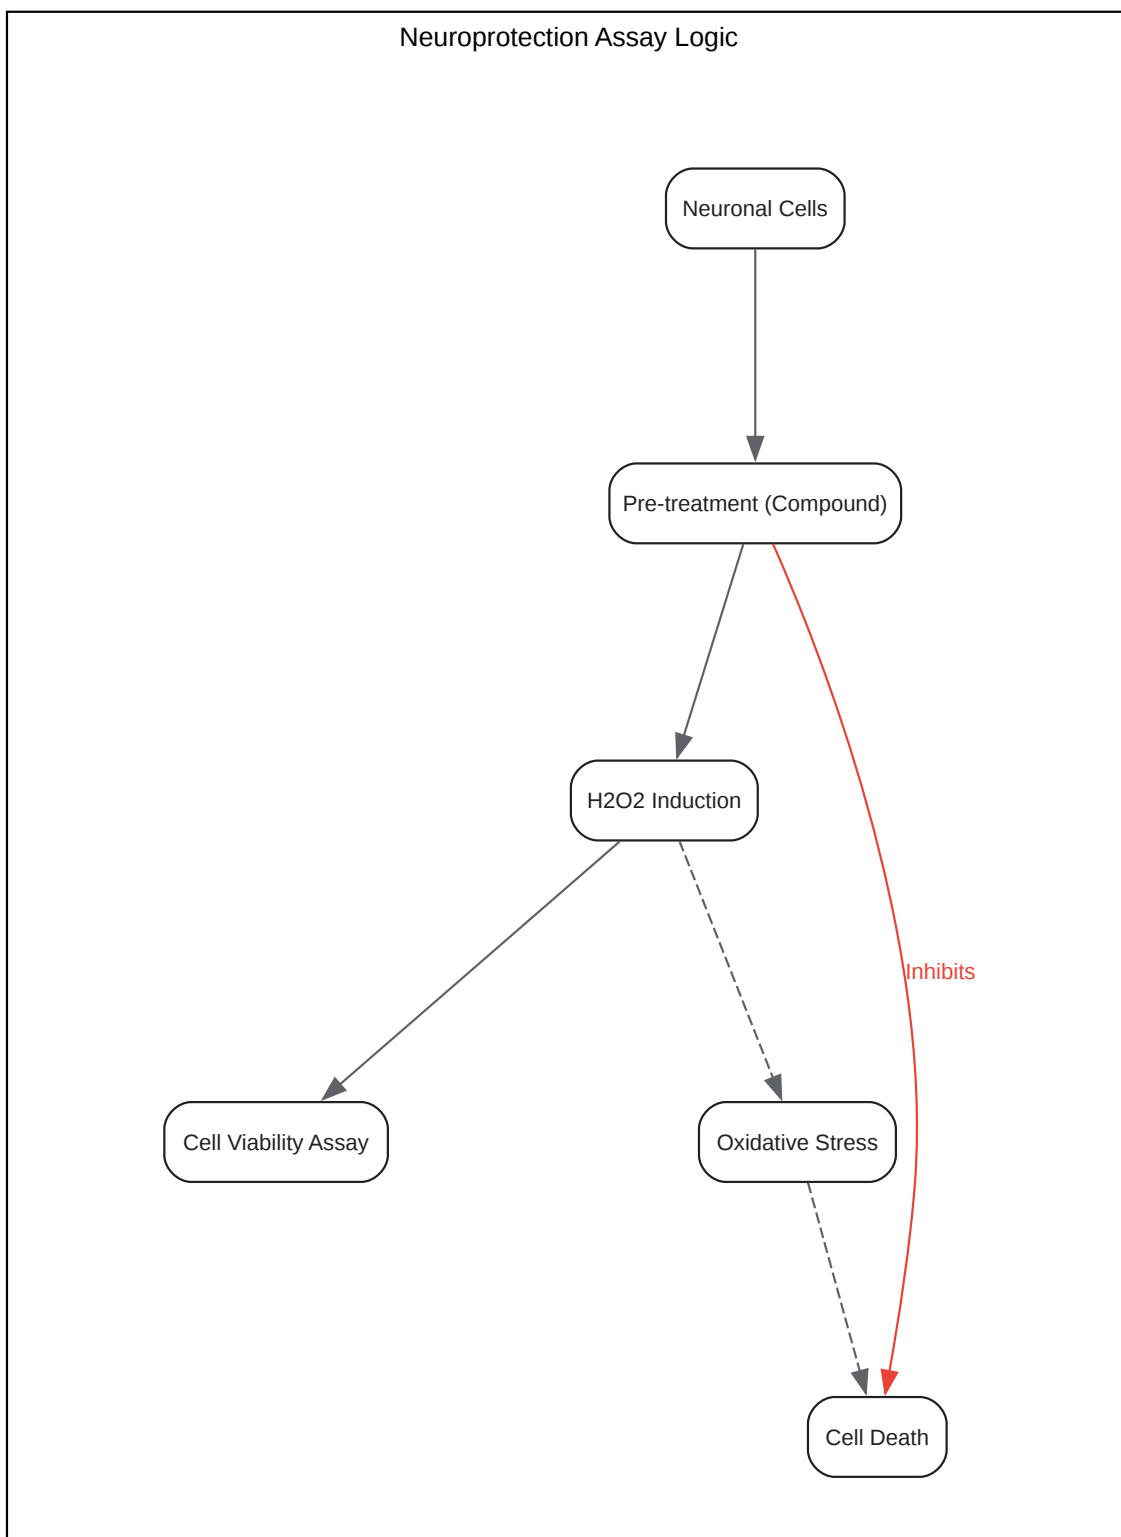 Neuroprotection Assay Logic
Neuronal Cells
Pre-treatment (Compound)
H2O2 Induction
Inhibits
Cell Viability Assay
Oxidative Stress
Cell Death